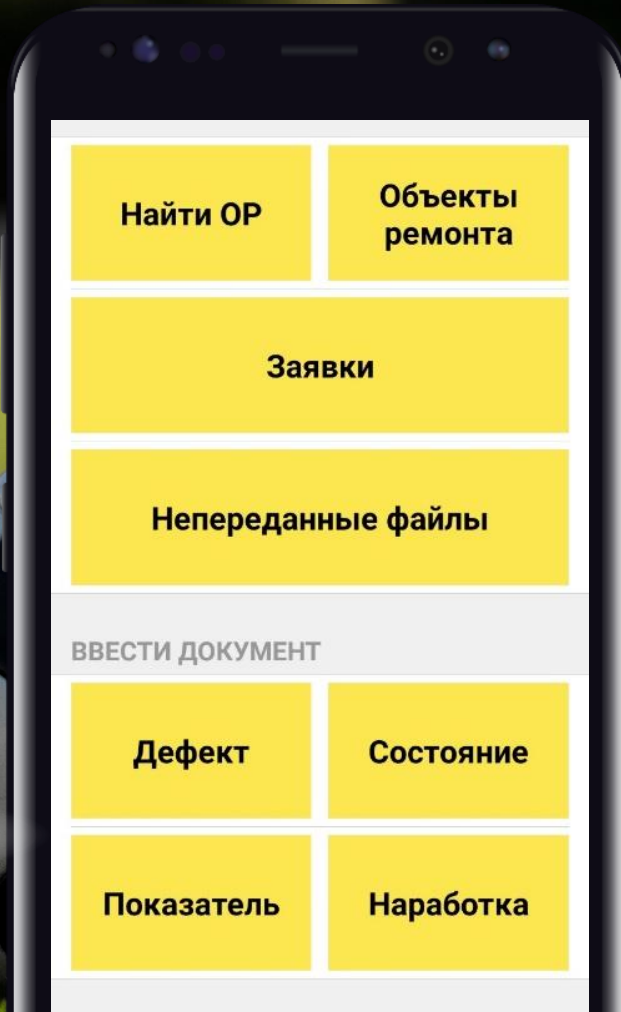 Найти ОР
Объекты
ремонта
Заявки
Непереданные файлы
ВВЕСТИ ДОКУМЕНТ
Дефект
Состояние
Показатель
Наработка